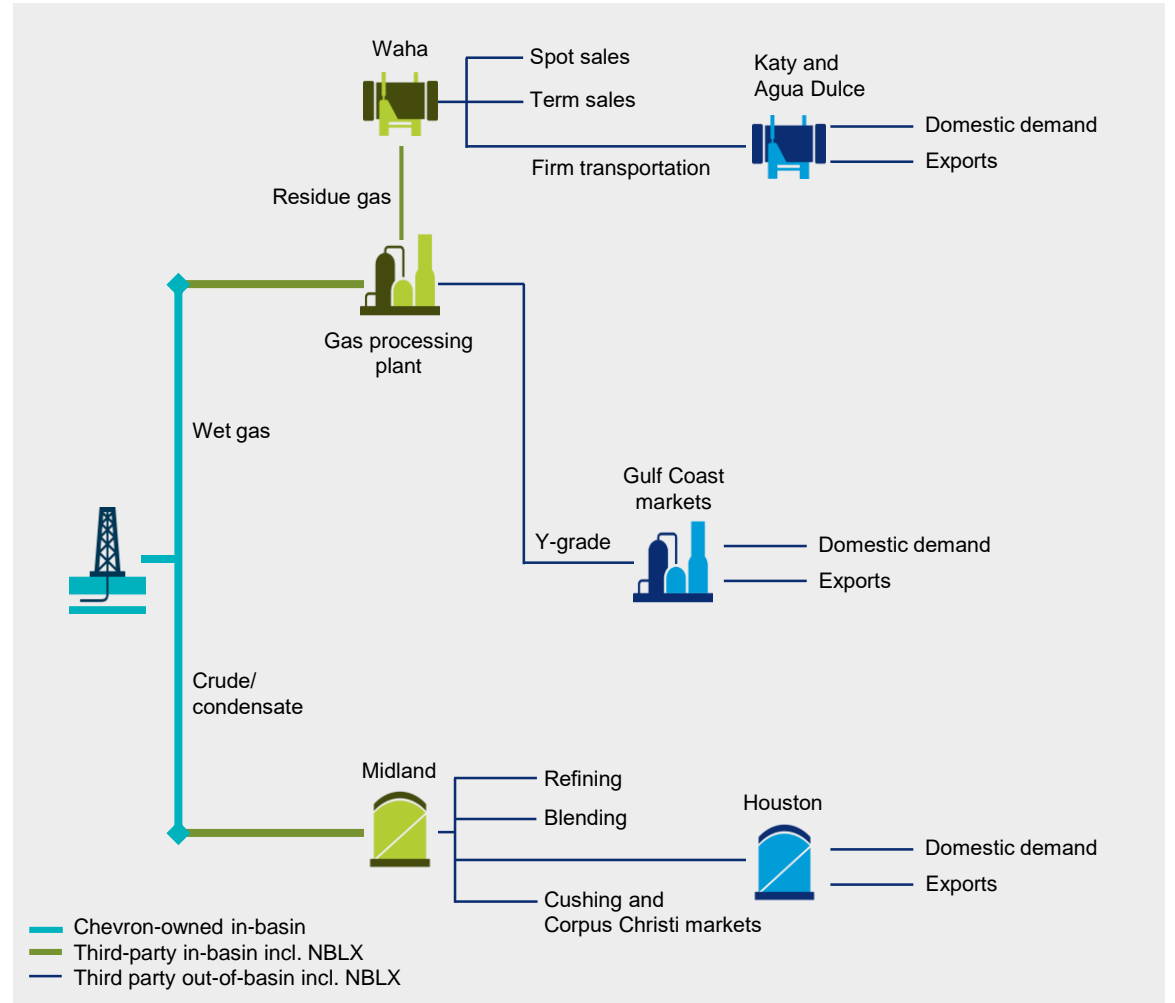 Waha
Spot sales
Term sales
Firm transportation
Katy and
Agua Dulce
Domestic demand
Exports
Residue gas
Gas processing
plant
Wet gas
Gulf Coast
markets
Y-grade
Domestic demand
Exports
Crude/
condensate
Midland
Refining
Blending
Houston
Domestic demand
Exports
Cushing and
Corpus Christi markets
Chevron-owned in-basin
Third-party in-basin incl. NBLX
Third party out-of-basin incl. NBLX